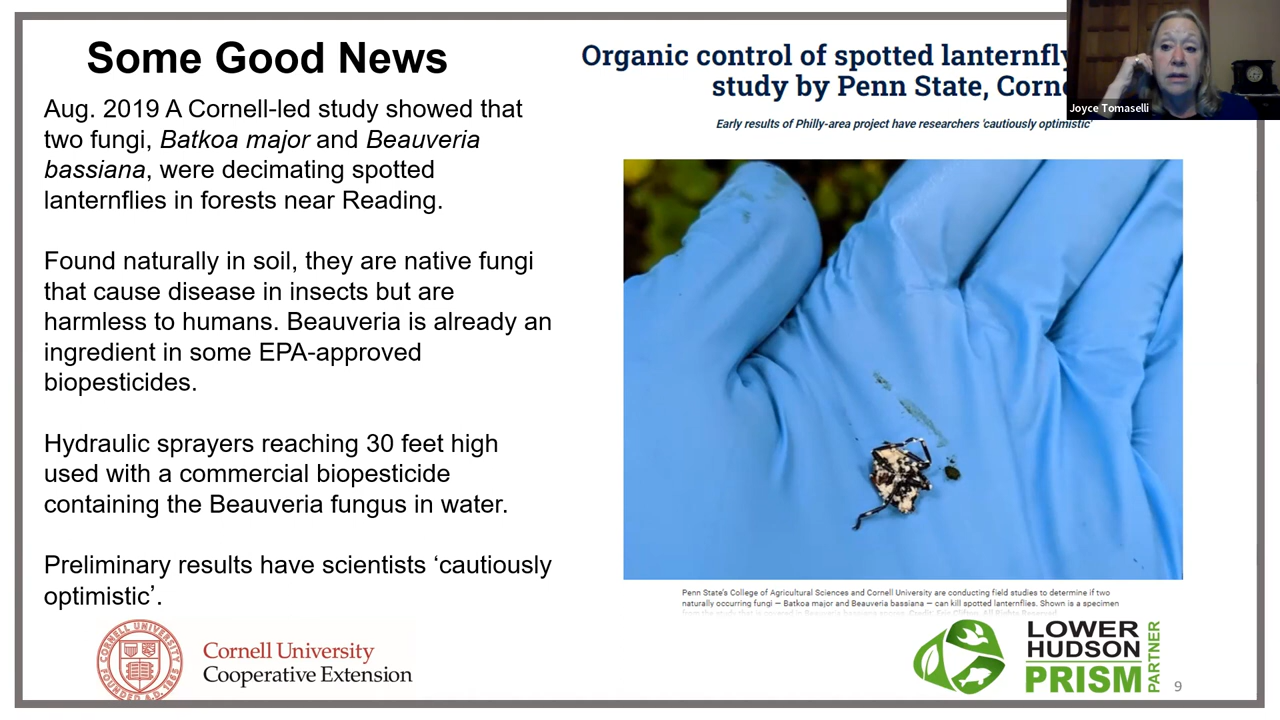 Some Good News
Aug. 2019 A Cornell-led study showed that
two fungi, Batkoa major and Beauveria
bassiana, were decimating spotted
lanternflies in forests near Reading.
Found naturally in soil, they are native fungi
that cause disease in insects but are
harmless to humans. Beauveria is already an
ingredient in some EPA-approved
biopesticides.
Hydraulic sprayers reaching 30 feet high
used with a commercial biopesticide
containing the Beauveria fungus in water.
Preliminary results have scientists ‘cautiously
optimistic’.
Organic control of spotted lanternfly
study by Penn State,
Early results of Philly-area project have researchers 'cautiously optimistic'
Joyce Tomaselli
Penn State's College of Agricultural Sciences and Cornell University are conducting field studies to determine if two
naturally occurring fungi — Batkoa major and Beauveria bassiana — can kill spotted lanternflies. Shown is a specimen
CORNELL UNIVERSITY
FOUNDED A.D. 1865
Cornell University
Cooperative Extension
LOWER
HUDSON
PRISM
PARTNER
9